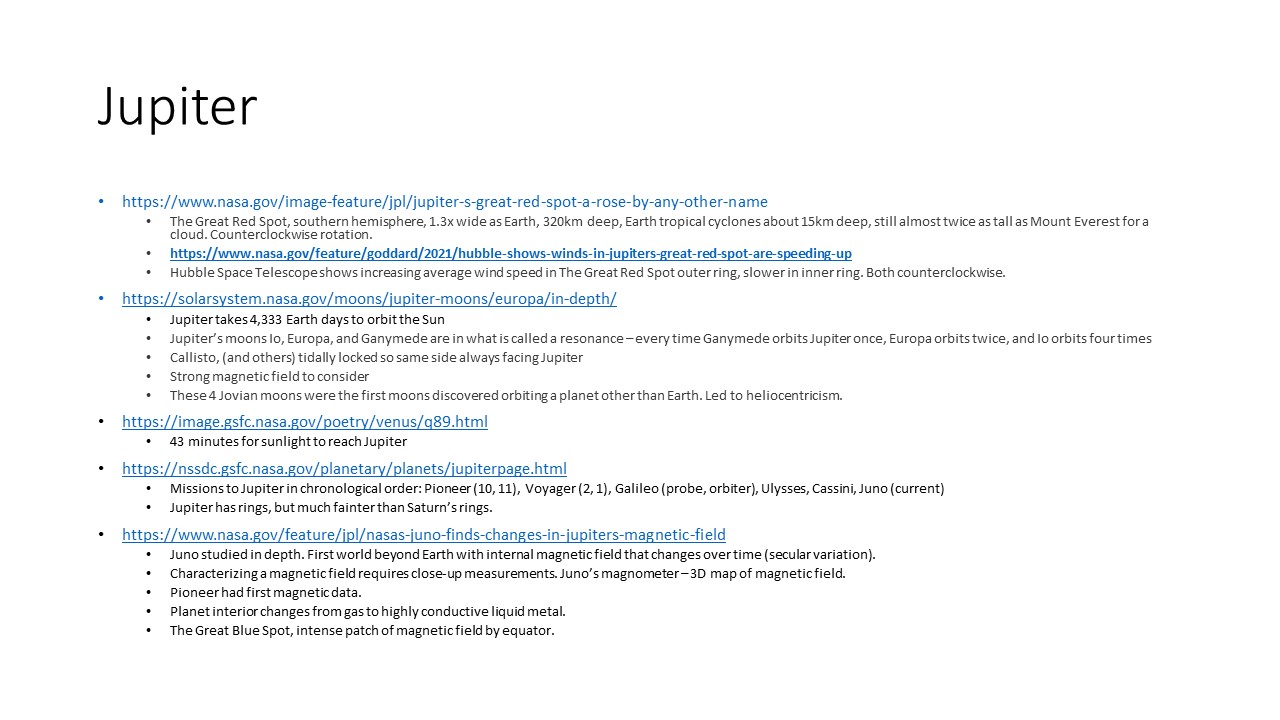 Jupiter
• https://www.nasa.gov/image-feature/jpl/jupiter-s-great-red-spot-a-rose-by-any-other-name
• The Great Red Spot, southern hemisphere, 1.3x wide as Earth, 320km deep, Earth tropical cyclones about 15km deep, still almost twice as tall as Mount Everest for a
cloud. Counterclockwise rotation.
• https://www.nasa.gov/feature/goddard/2021/hubble-shows-winds-in-jupiters-great-red-spot-are-speeding-up
• Hubble Space Telescope shows increasing average wind speed in The Great Red Spot outer ring, slower in inner ring. Both counterclockwise.
• https://solarsystem.nasa.gov/moons/jupiter-moons/europa/in-depth/
• Jupiter takes 4,333 Earth days to orbit the Sun
• Jupiter’s moons Io, Europa, and Ganymede are in what is called a resonance – every time Ganymede orbits Jupiter once, Europa orbits twice, and Io orbits four times
• Callisto, (and others) tidally locked so same side always facing Jupiter
• Strong magnetic field to consider
• These 4 Jovian moons were the first moons discovered orbiting a planet other than Earth. Led to heliocentricism.
• https://image.gsfc.nasa.gov/poetry/venus/q89.html
• 43 minutes for sunlight to reach Jupiter
• https://nssdc.gsfc.nasa.gov/planetary/planets/jupiterpage.html
• Missions to Jupiter in chronological order: Pioneer (10, 11), Voyager (2, 1), Galileo (probe, orbiter), Ulysses, Cassini, Juno (current)
• Jupiter has rings, but much fainter than Saturn’s rings.
• https://www.nasa.gov/feature/jpl/nasas-juno-finds-changes-in-jupiters-magnetic-field
• Juno studied in depth. First world beyond Earth with internal magnetic field that changes over time (secular variation).
• Characterizing a magnetic field requires close-up measurements. Juno’s magnometer – 3D map of magnetic field.
• Pioneer had first magnetic data.
• Planet interior changes from gas to highly conductive liquid metal.
• The Great Blue Spot, intense patch of magnetic field by equator.